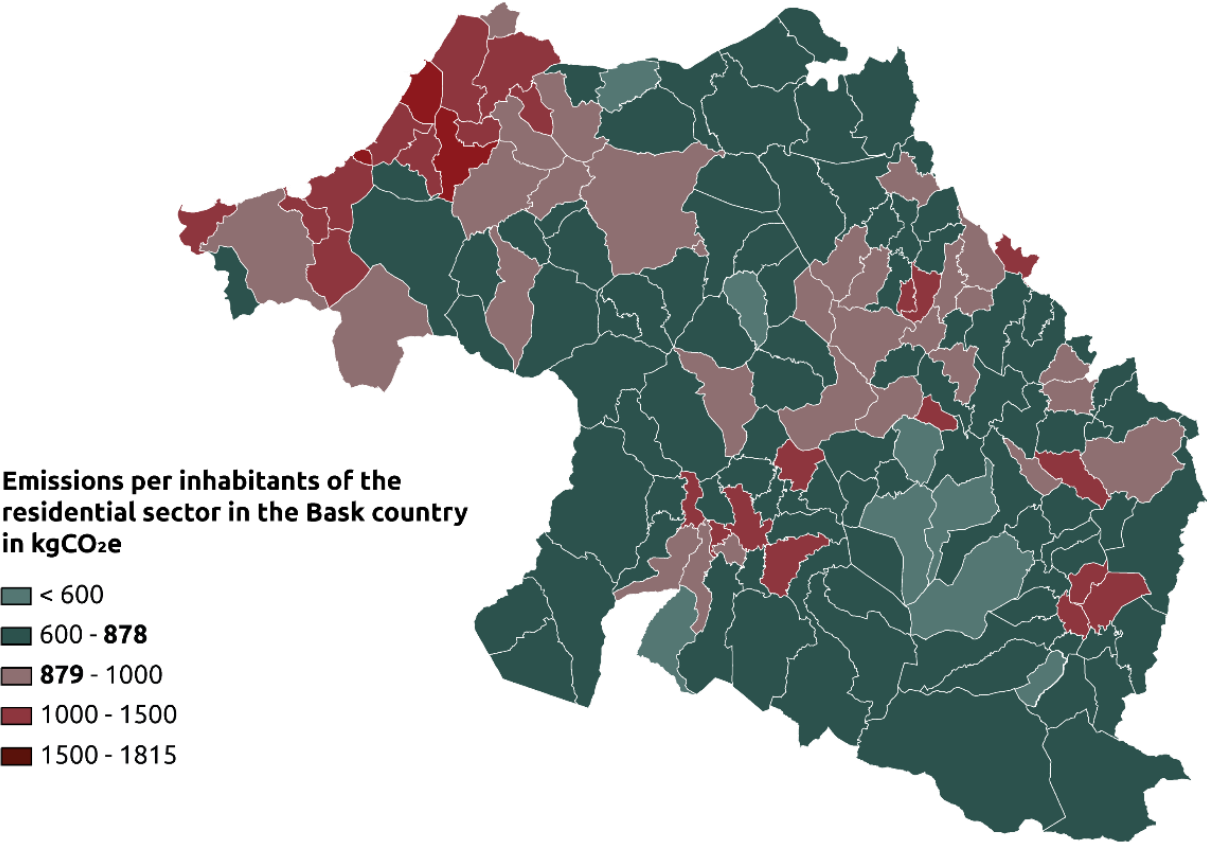 Emissions per inhabitants of the
residential sector in the Bask country
in kgCO₂e
< 600
600 - 878
879 - 1000
1000 - 1500
1500 - 1815